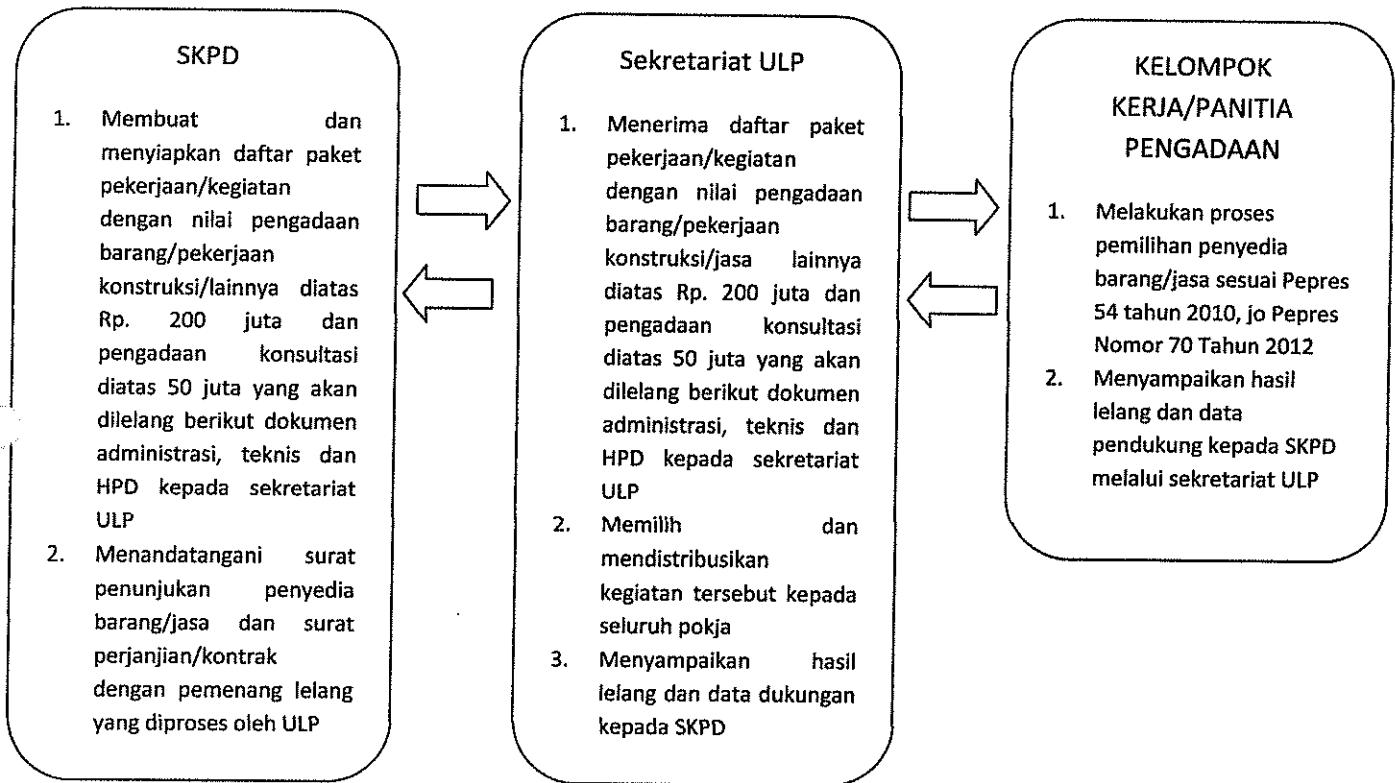 SKPD
1. Membuat dan
menyiapkan daftar paket
pekerjaan/kegiatan
dengan nilai pengadaan
barang/pekerjaan
konstruksi/lainnya diatas
Rp. 200 juta dan
pengadaan konsultasi
diatas 50 juta yang akan
dilelang berikut dokumen
administrasi, teknis dan
HPD kepada sekretariat
ULP
2. Menandatangani surat
penunjukan penyedia
barang/jasa dan surat
perjanjian/kontrak
dengan pemenang lelang
yang diproses oleh ULP
Sekretariat ULP
1. Menerima daftar paket
pekerjaan/kegiatan
dengan nilai pengadaan
barang/pekerjaan
konstruksi/jasa lainnya
diatas Rp. 200 juta dan
pengadaan konsultasi
diatas 50 juta yang akan
dilelang berikut dokumen
administrasi, teknis dan
HPD kepada sekretariat
ULP
2. Memilih dan
mendistribusikan
kegiatan tersebut kepada
seluruh pokja
3. Menyampaikan hasil
lelang dan data dukungan
kepada SKPD
KELOMPOK
KERJA/PANITIA
PENGADAAN
1. Melakukan proses
pemilihan penyedia
barang/jasa sesuai Pepres
54 tahun 2010, jo Pepres
Nomor 70 Tahun 2012
2. Menyampaikan hasil
lelang dan data
pendukung kepada SKPD
melalui sekretariat ULP